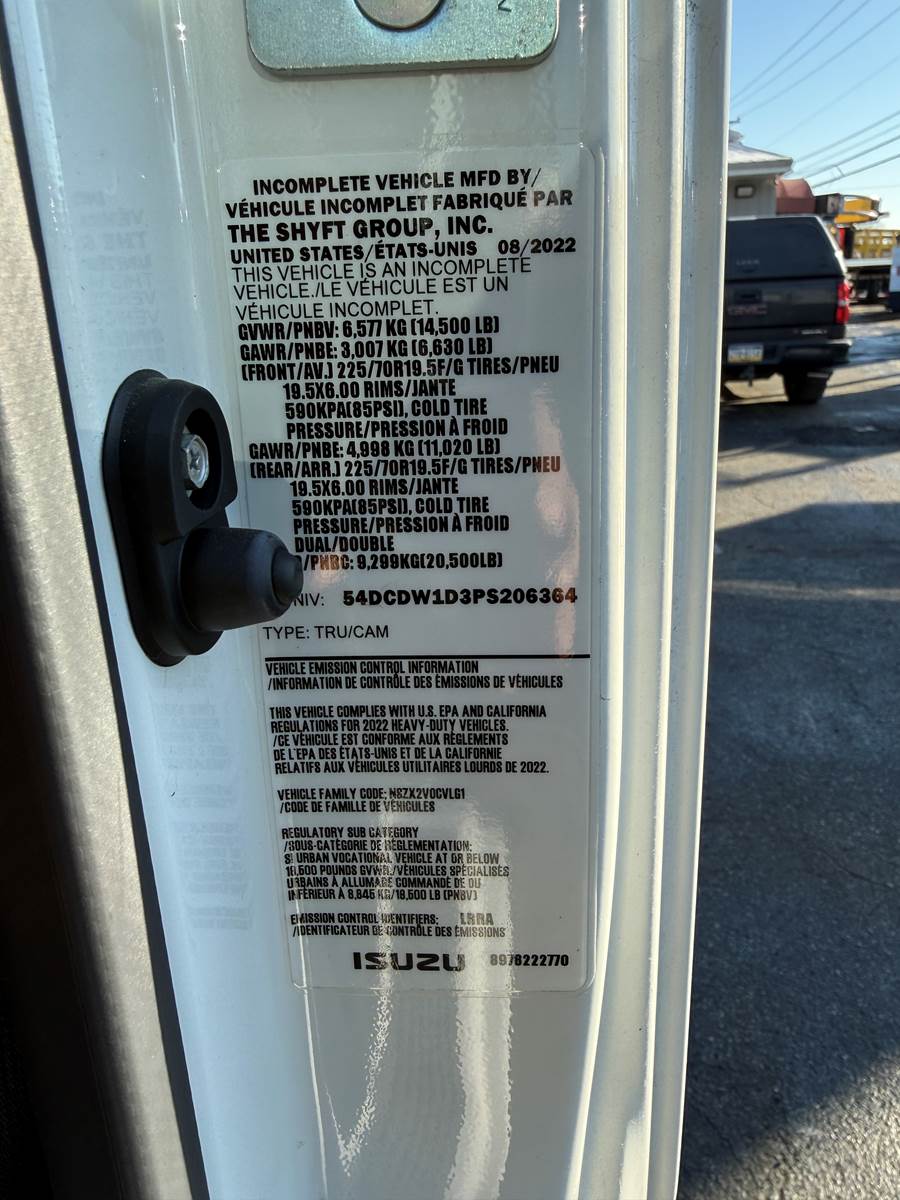 INCOMPLETE VEHICLE MFD BY/
VÉHICULE INCOMPLET FABRIQUÉ PAR
THE SHYFT GROUP, INC.
UNITED STATES/ÉTATS-UNIS 08/2022
THIS VEHICLE IS AN INCOMPLETE
VEHICLE./LE VÉHICULE EST UN
VÉHICULE INCOMPLET.
GVWR/PNBV: 6,577 KG (14,500 LB)
GAWR/PNBE: 3,007 KG (6,630 LB)
(FRONT/AV.) 225/70R19.5F/G TIRES/PNEU
19.5X6.00 RIMS/JANTE
590KPA(85PSI), COLD TIRE
PRESSURE/PRESSION À FROID
GAWR/PNBE: 4,998 KG (11,020 LB)
(REAR/ARR.) 225/70R19.5F/G TIRES/PNEU
19.5X6.00 RIMS/JANTE
590KPA(85PSI), COLD TIRE
PRESSURE/PRESSION À FROID
DUAL/DOUBLE
/PNBC: 9,299KG(20,500LB)
NIV: 54DCDW1D3PS206364
TYPE: TRU/CAM
VEHICLE EMISSION CONTROL INFORMATION
/INFORMATION DE CONTRÔLE DES ÉMISSIONS DE VÉHICULES
THIS VEHICLE COMPLIES WITH U.S. EPA AND CALIFORNIA
REGULATIONS FOR 2022 HEAVY-DUTY VEHICLES.
/CE VÉHICULE EST CONFORME AUX RÈGLEMENTS
DE L'EPA DES ÉTATS-UNIS ET DE LA CALIFORNIE
RELATIFS AUX VÉHICULES UTILITAIRES LOURDS DE 2022.
VEHICLE FAMILY CODE: NSZX2VOCVLG1
/CODE DE FAMILLE DE VÉHICULES
REGULATORY SUB CATEGORY
/SOUS-CATÉGORIE DE RÉGLEMENTATION:
SI URBAN VOCATIONAL VEHICLE AT OR BELOW
19,500 POUNDS GVWR./VÉHICULES SPÉCIALISÉS
URBAINS À ALLUMAGE COMMANDÉ DE OU
INFÉRIEUR À 8,845 KG/19,500 LB (PNBV)
EMISSION CONTROL IDENTIFIERS: LRRA
/IDENTIFICATEUR DE CONTRÔLE DES ÉMISSIONS
ISUZU 8978222770
GMC